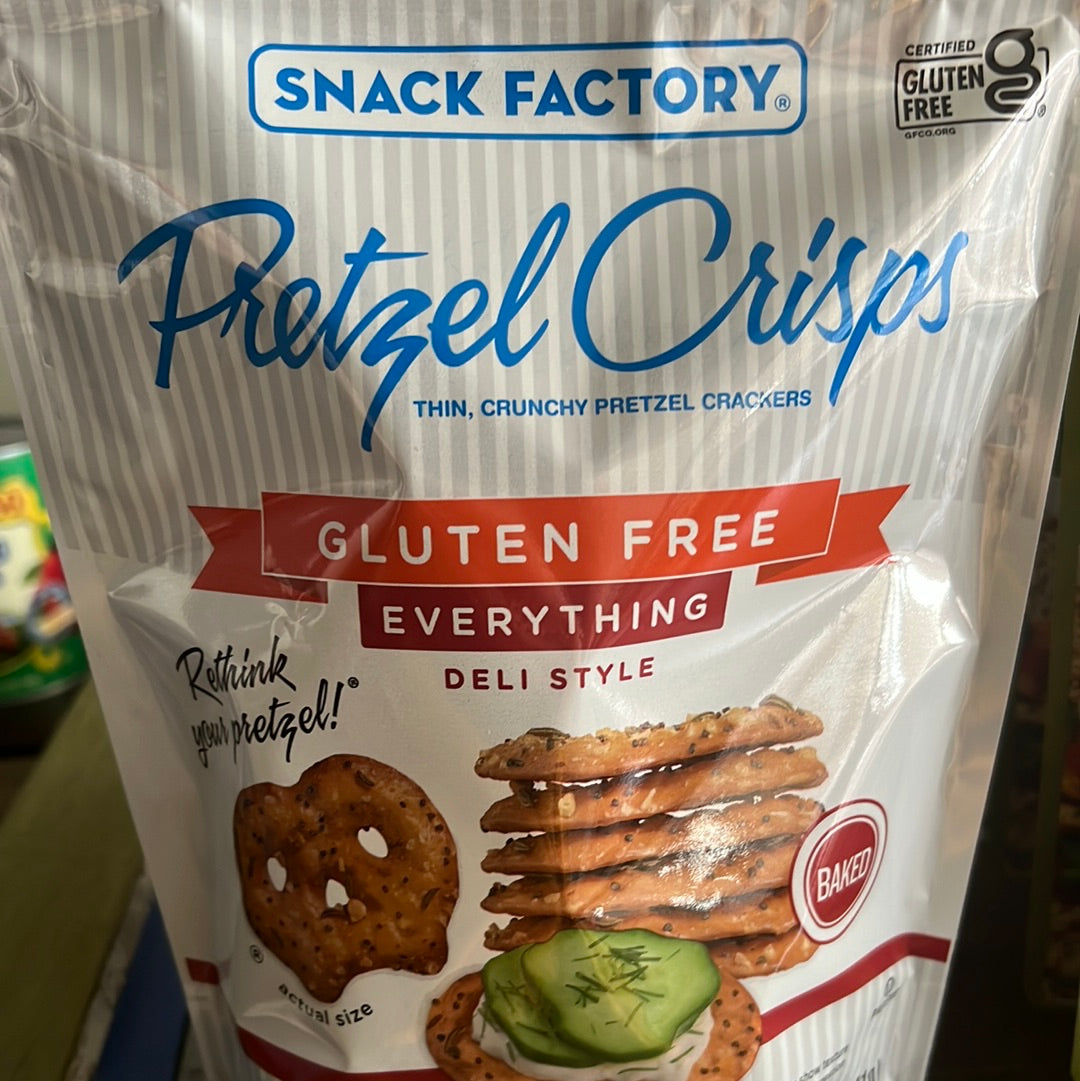 SNACK FACTORY®
CERTIFIED
GLUTEN
FREE
®
GFCO.ORG
Pretzel Crisps
THIN, CRUNCHY PRETZEL CRACKERS
GLUTEN FREE
EVERYTHING
DELI STYLE
Rethink
your pretzel!®
BAKED
®
actual size